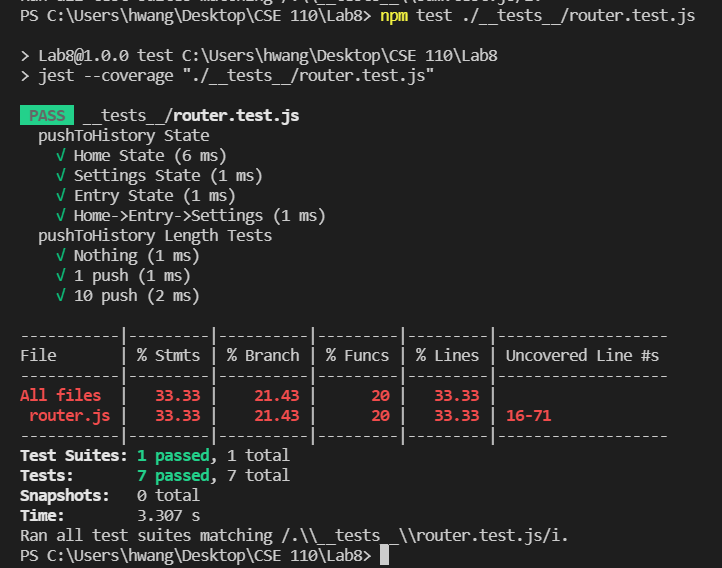 PS C:\Users\hwang\Desktop\CSE 110\Lab8> npm test ./__tests__/router.test.js
> Lab8@1.0.0 test C:\Users\hwang\Desktop\CSE 110\Lab8
> jest --coverage "./__tests__/router.test.js"
PASS __tests__/router.test.js
pushToHistory State
√ Home State (6 ms)
√ Settings State (1 ms)
√ Entry State (1 ms)
√ Home->Entry->Settings (1 ms)
pushToHistory Length Tests
√ Nothing (1 ms)
√ 1 push (1 ms)
√ 10 push (2 ms)
-----------|---------|----------|---------|---------|-------------------
File       | % Stmts | % Branch | % Funcs | % Lines | Uncovered Line #s
-----------|---------|----------|---------|---------|-------------------
All files  |   33.33 |    21.43 |      20 |   33.33 |
 router.js |   33.33 |    21.43 |      20 |   33.33 | 16-71
-----------|---------|----------|---------|---------|-------------------
Test Suites: 1 passed, 1 total
Tests:       7 passed, 7 total
Snapshots:   0 total
Time:        3.307 s
Ran all test suites matching /.\\__tests__\\router.test.js/i.
PS C:\Users\hwang\Desktop\CSE 110\Lab8>